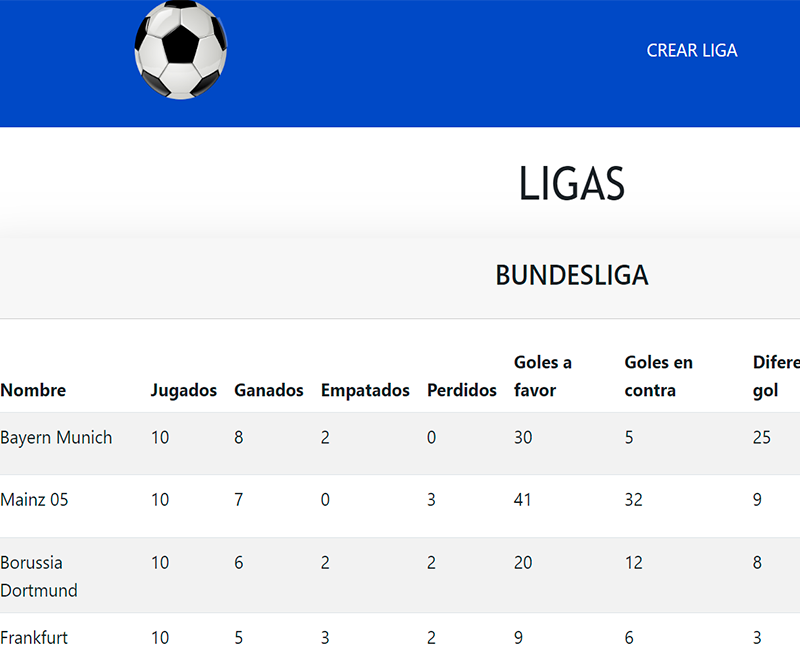 CREAR LIGA
LIGAS
BUNDESLIGA
Nombre Jugados Ganados Empatados Perdidos Goles a favor Goles en contra Difere gol
Bayern Munich 10 8 2 0 30 5 25
Mainz 05 10 7 0 3 41 32 9
Borussia Dortmund 10 6 2 2 20 12 8
Frankfurt 10 5 3 2 9 6 3